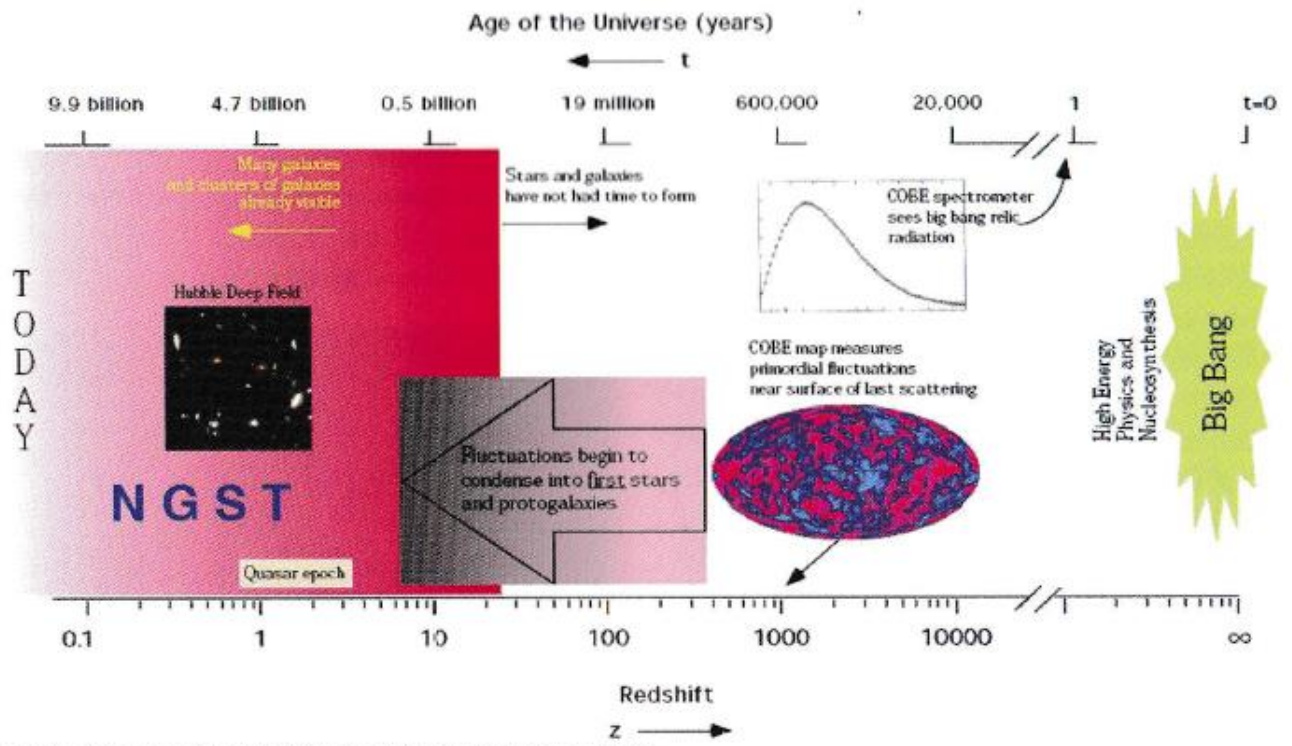 Age of the Universe (years)
t
9.9 billion 4.7 billion 0.5 billion 19 million 600,000 20,000 1 t=0
Many galaxies
and clusters of galaxies
already visible
Stars and galaxies
have not had time to form
COBE spectrometer
sees big bang relic
radiation
TODAY
Hubble Deep Field
COBE map measures
primordial fluctuations
near surface of last scattering
High Energy
Physics and
Nucleosynthesis
Big Bang
Fluctuations begin to
condense into first stars
and protogalaxies
NGST
Quasar epoch
0.1 1 10 100 1000 10000 ∞
Redshift
z